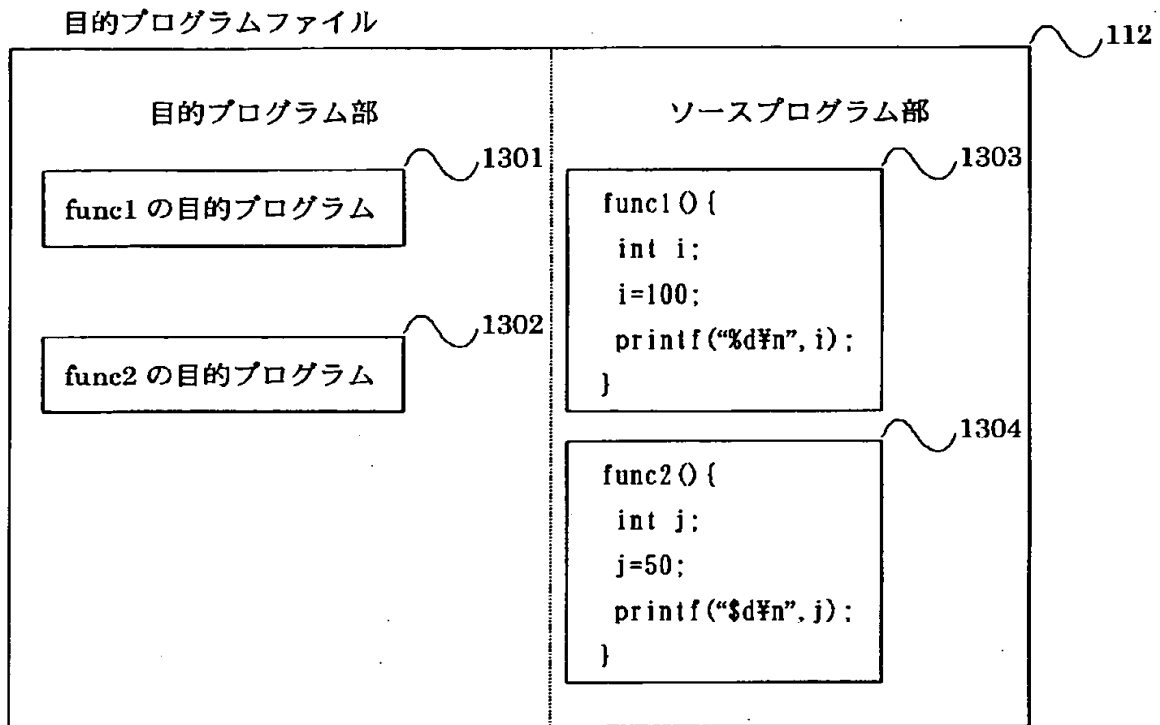 目的プログラムファイル
112
目的プログラム部
1301
func1 の目的プログラム
1302
func2 の目的プログラム
ソースプログラム部
1303
func1(){
int i;
i=100;
printf(“%d¥n”,i);
}
1304
func2(){
int j;
j=50;
printf(“$d¥n”,j);
}